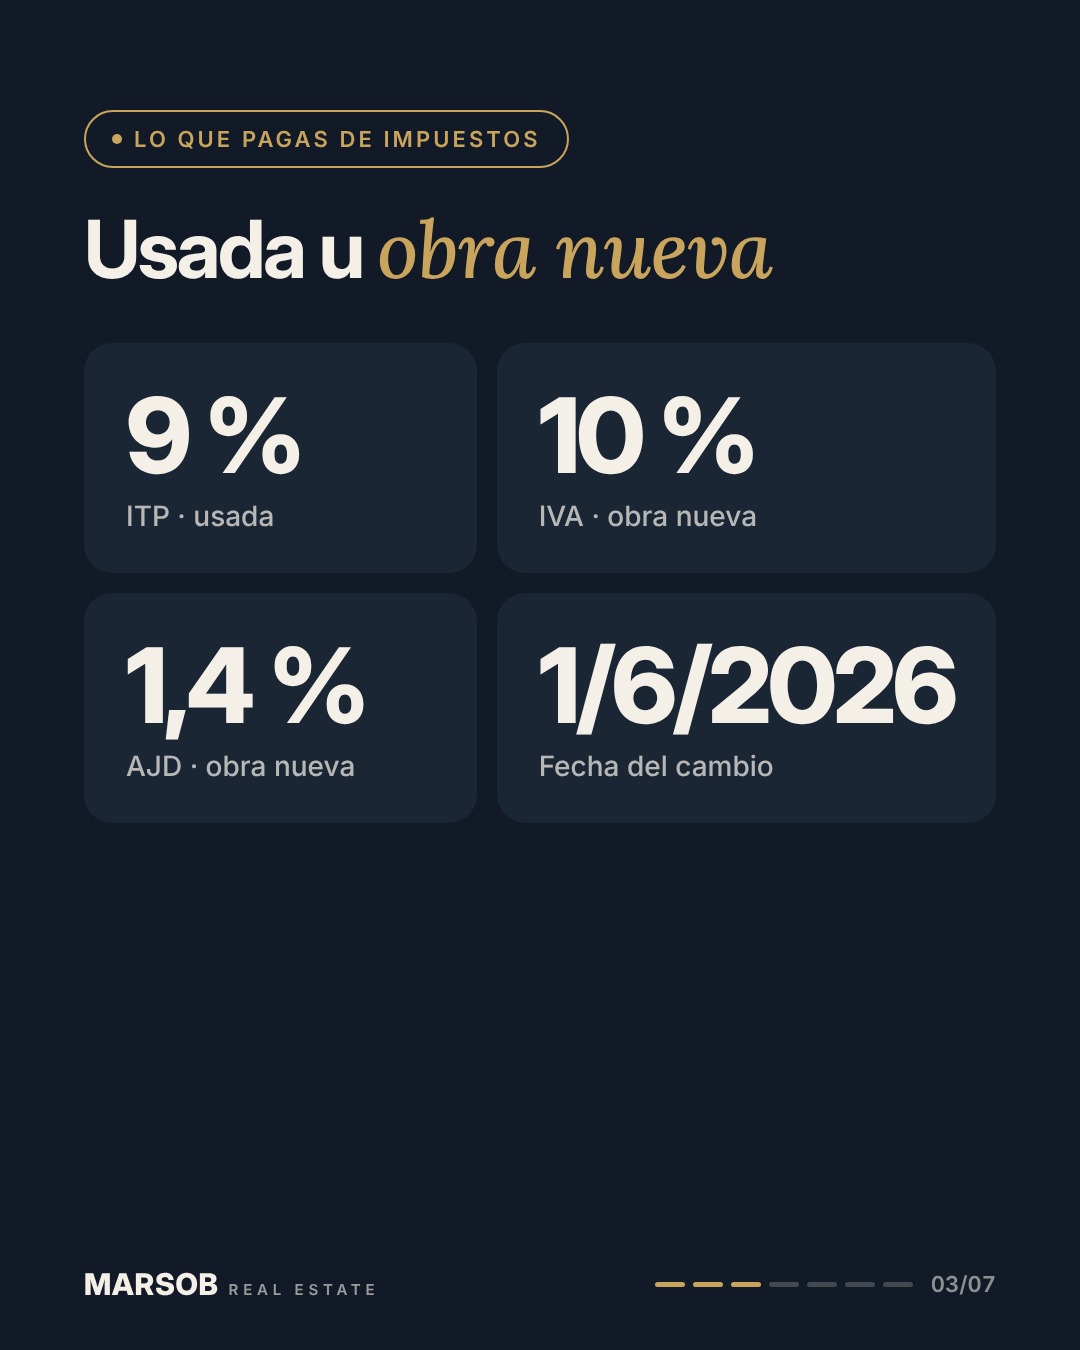 LO QUE PAGAS DE IMPUESTOS
Usada u obra nueva
9 %
ITP · usada
10 %
IVA · obra nueva
1,4 %
AJD · obra nueva
1/6/2026
Fecha del cambio
MARSOB REAL ESTATE
03/07